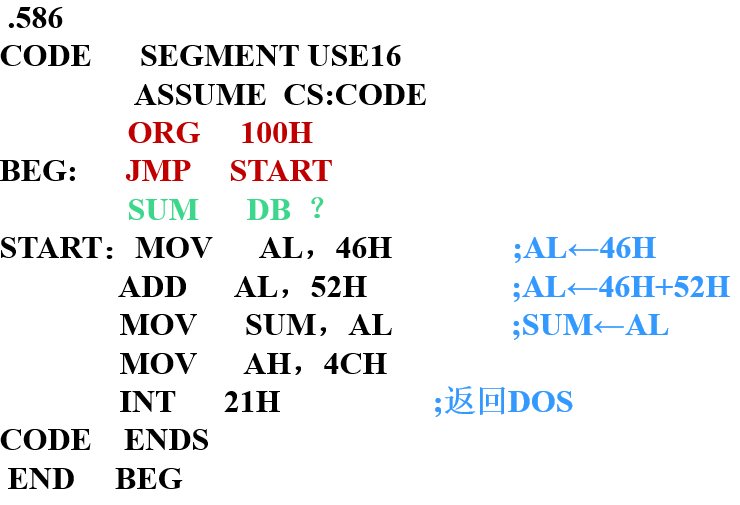 .586
CODE SEGMENT USE16
ASSUME CS:CODE
ORG 100H
BEG: JMP START
SUM DB ？
START：MOV AL，46H ;AL←46H
ADD AL，52H ;AL←46H+52H
MOV SUM，AL ;SUM←AL
MOV AH，4CH
INT 21H ;返回DOS
CODE ENDS
END BEG